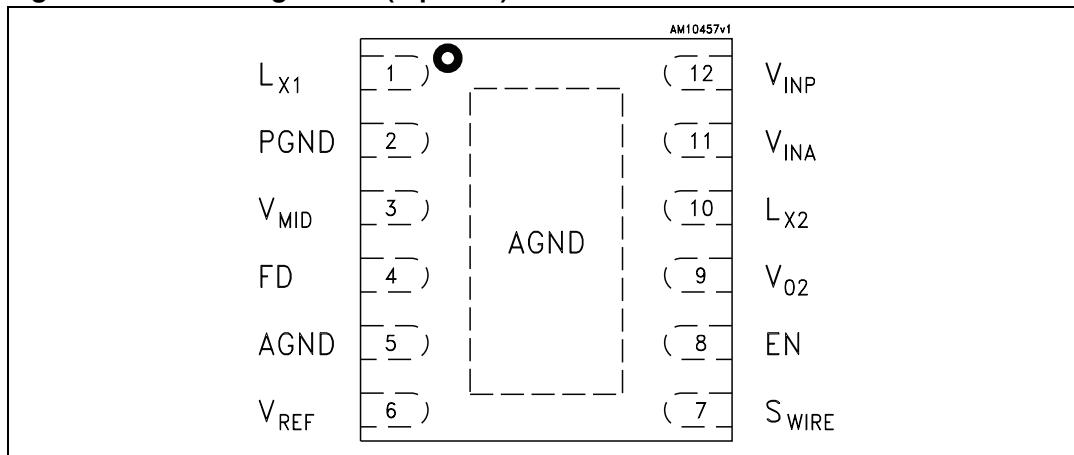 AM10457v1
LX1 1 12 VINP
PGND 2 11 VINA
VMID 3 10 LX2
AGND
FD 4 9 VO2
AGND 5 8 EN
VREF 6 7 SWIRE